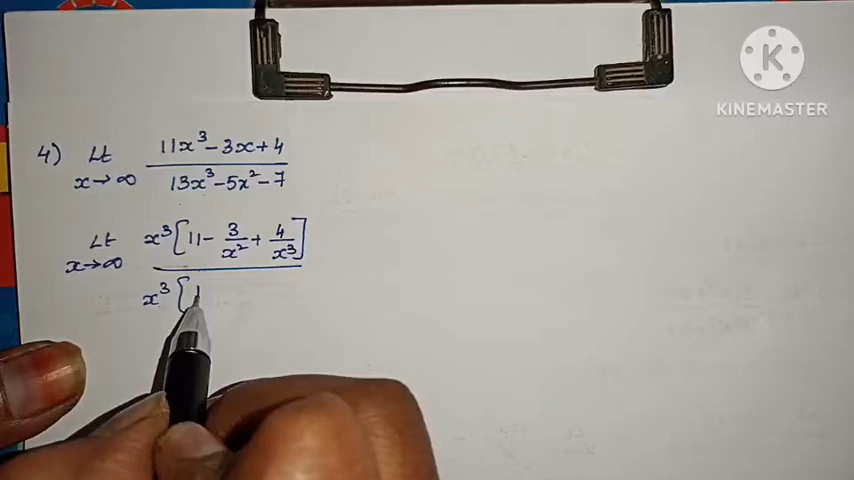 K
KINEMASTER
4) Lt x→∞ (11x³ - 3x + 4)/(13x³ - 5x² - 7)
Lt x→∞ x³[11 - 3/x² + 4/x³]
x³[1